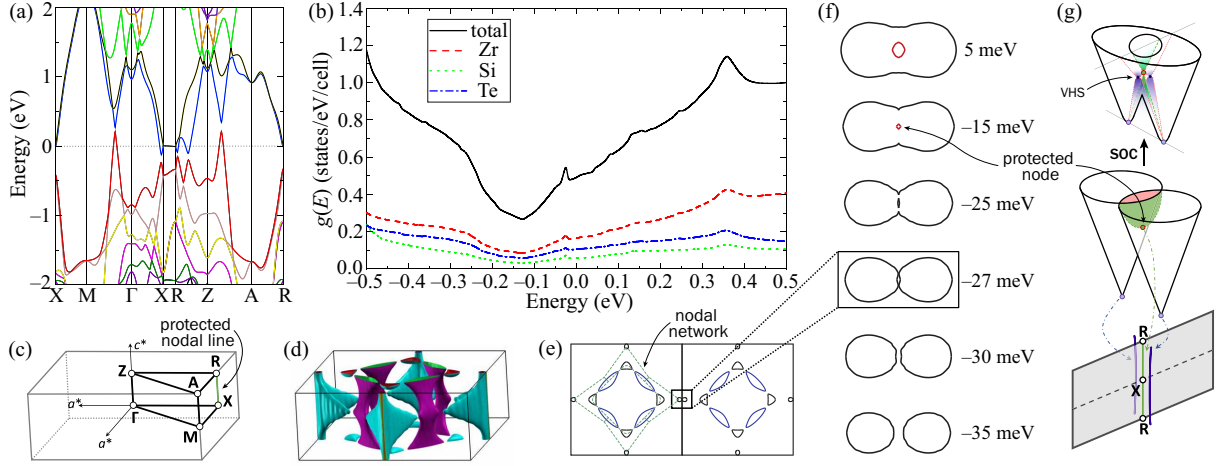 (a)
2
1
0
−1
−2
Energy (eV)
X M Γ X R Z A R
(b)
1.4
1.2
1.0
0.8
0.6
0.4
0.2
0.0
g(E) (states/eV/cell)
total
Zr
Si
Te
−0.5 −0.4 −0.3 −0.2 −0.1 0.0 0.1 0.2 0.3 0.4 0.5
Energy (eV)
(c)
protected
nodal line
c*
Z
R
A
a*
Γ
X
a*
M
(d)
(e)
nodal
network
(f)
5 meV
−15 meV
protected
node
−25 meV
−27 meV
−30 meV
−35 meV
(g)
VHS
SOC
R
X
R